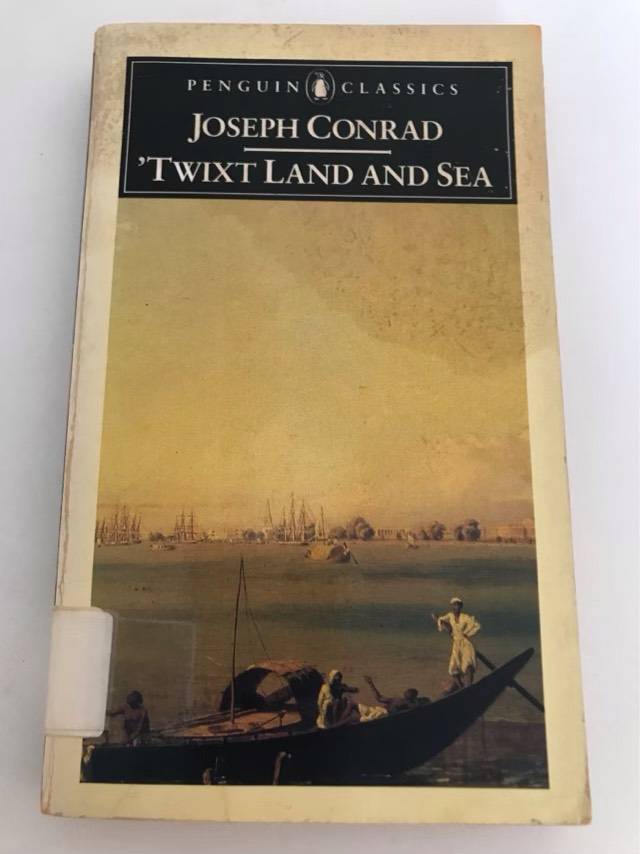 PENGUIN CLASSICS
JOSEPH CONRAD
'TWIXT LAND AND SEA